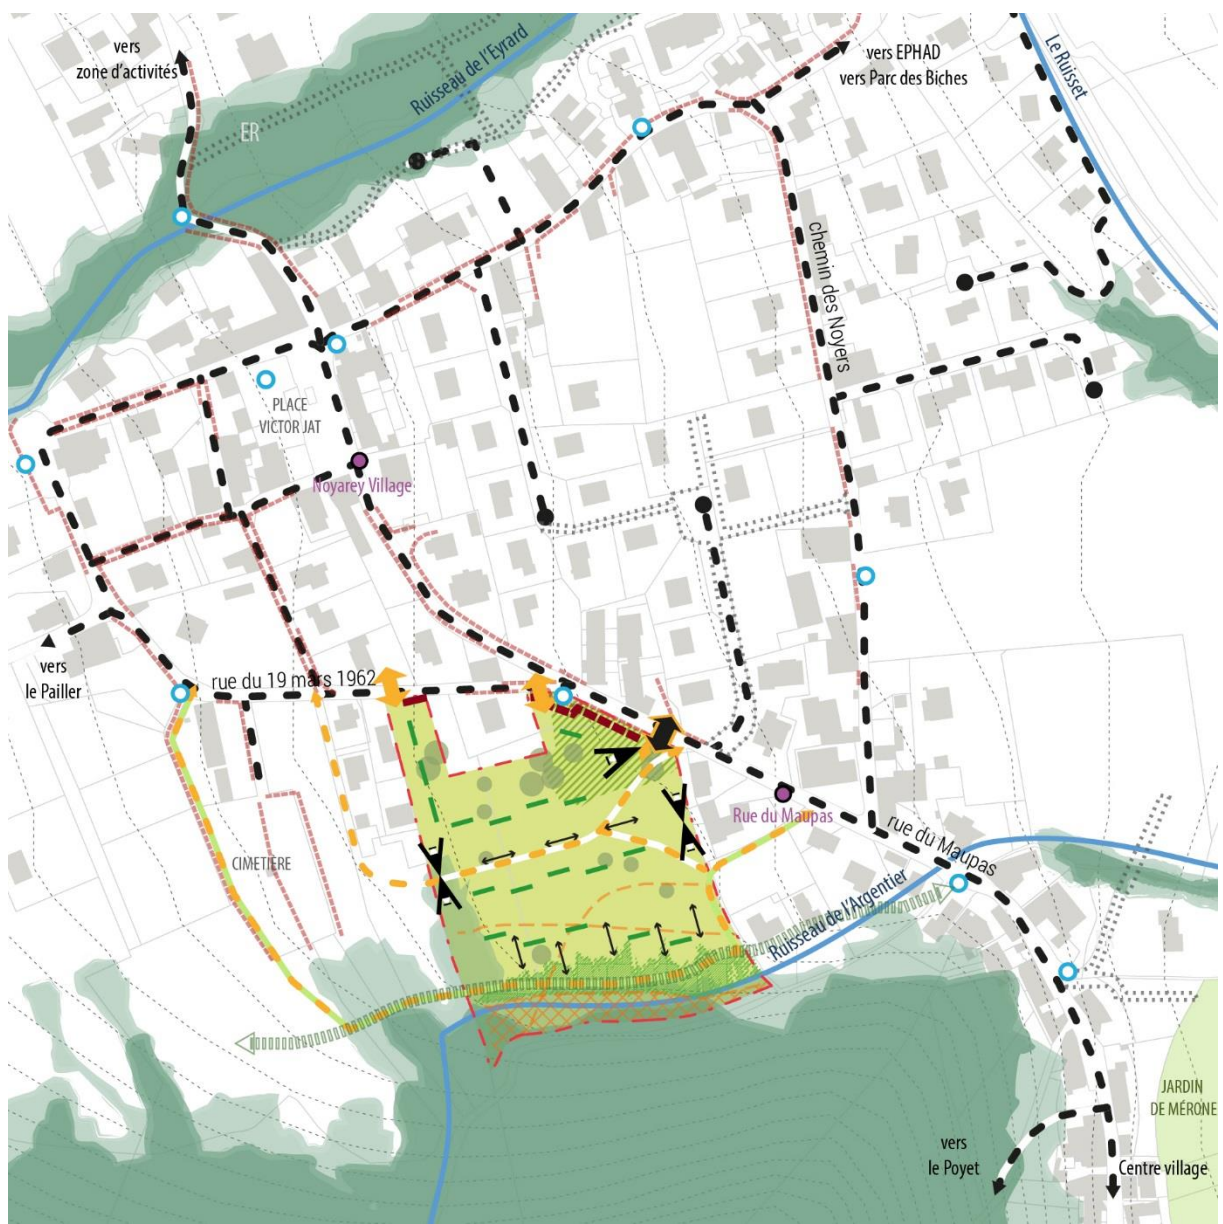 vers
zone d'activités
Ruisseau de l'Eyrard
vers EPHAD
vers Parc des Biches
Le Ruisset
ER
chemin des Noyers
PLACE
VICTOR JAT
Noyarey Village
vers
le Pailler
rue du 19 mars 1962
Rue du Maupas
rue du Maupas
CIMETIÈRE
Ruisseau de l'Argentier
JARDIN
DE MÉRONE
vers
le Poyet
Centre village